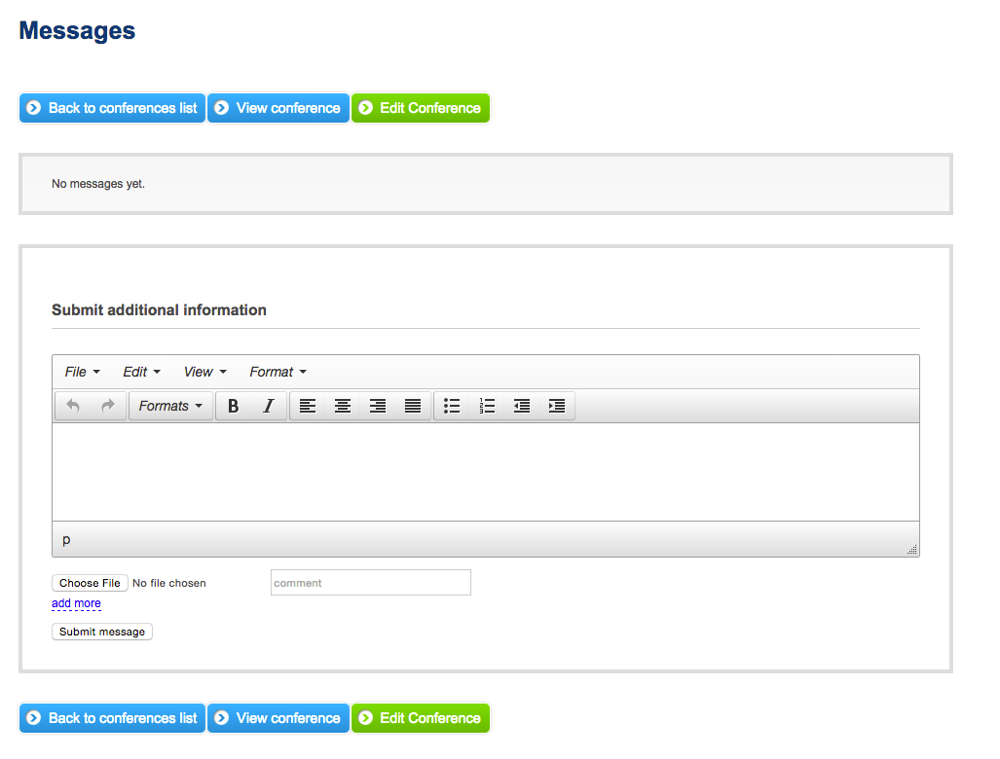 Messages
Back to conferences list View conference Edit Conference
No messages yet.
Submit additional information
File Edit View Format
Formats B I
p
Choose File No file chosen comment
add more
Submit message
Back to conferences list View conference Edit Conference